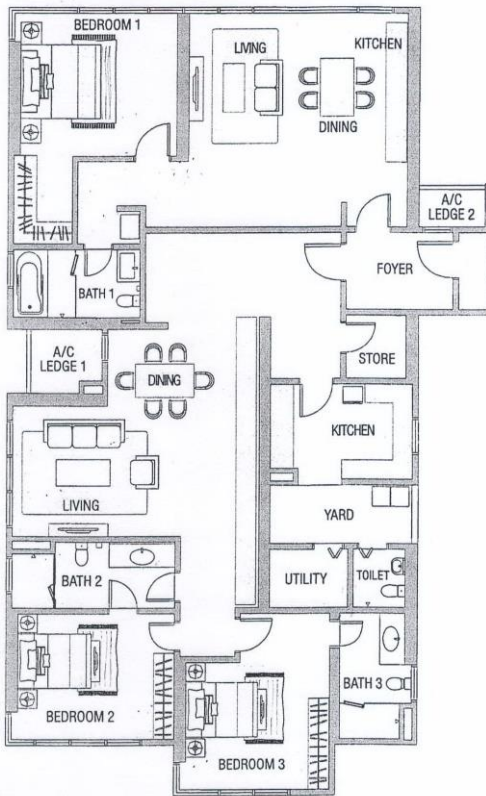 BEDROOM 1
LIVING
KITCHEN
DINING
A/C
LEDGE 2
FOYER
BATH 1
STORE
A/C
LEDGE 1
DINING
KITCHEN
LIVING
YARD
BATH 2
UTILITY
TOILET
BATH 3
BEDROOM 2
BEDROOM 3